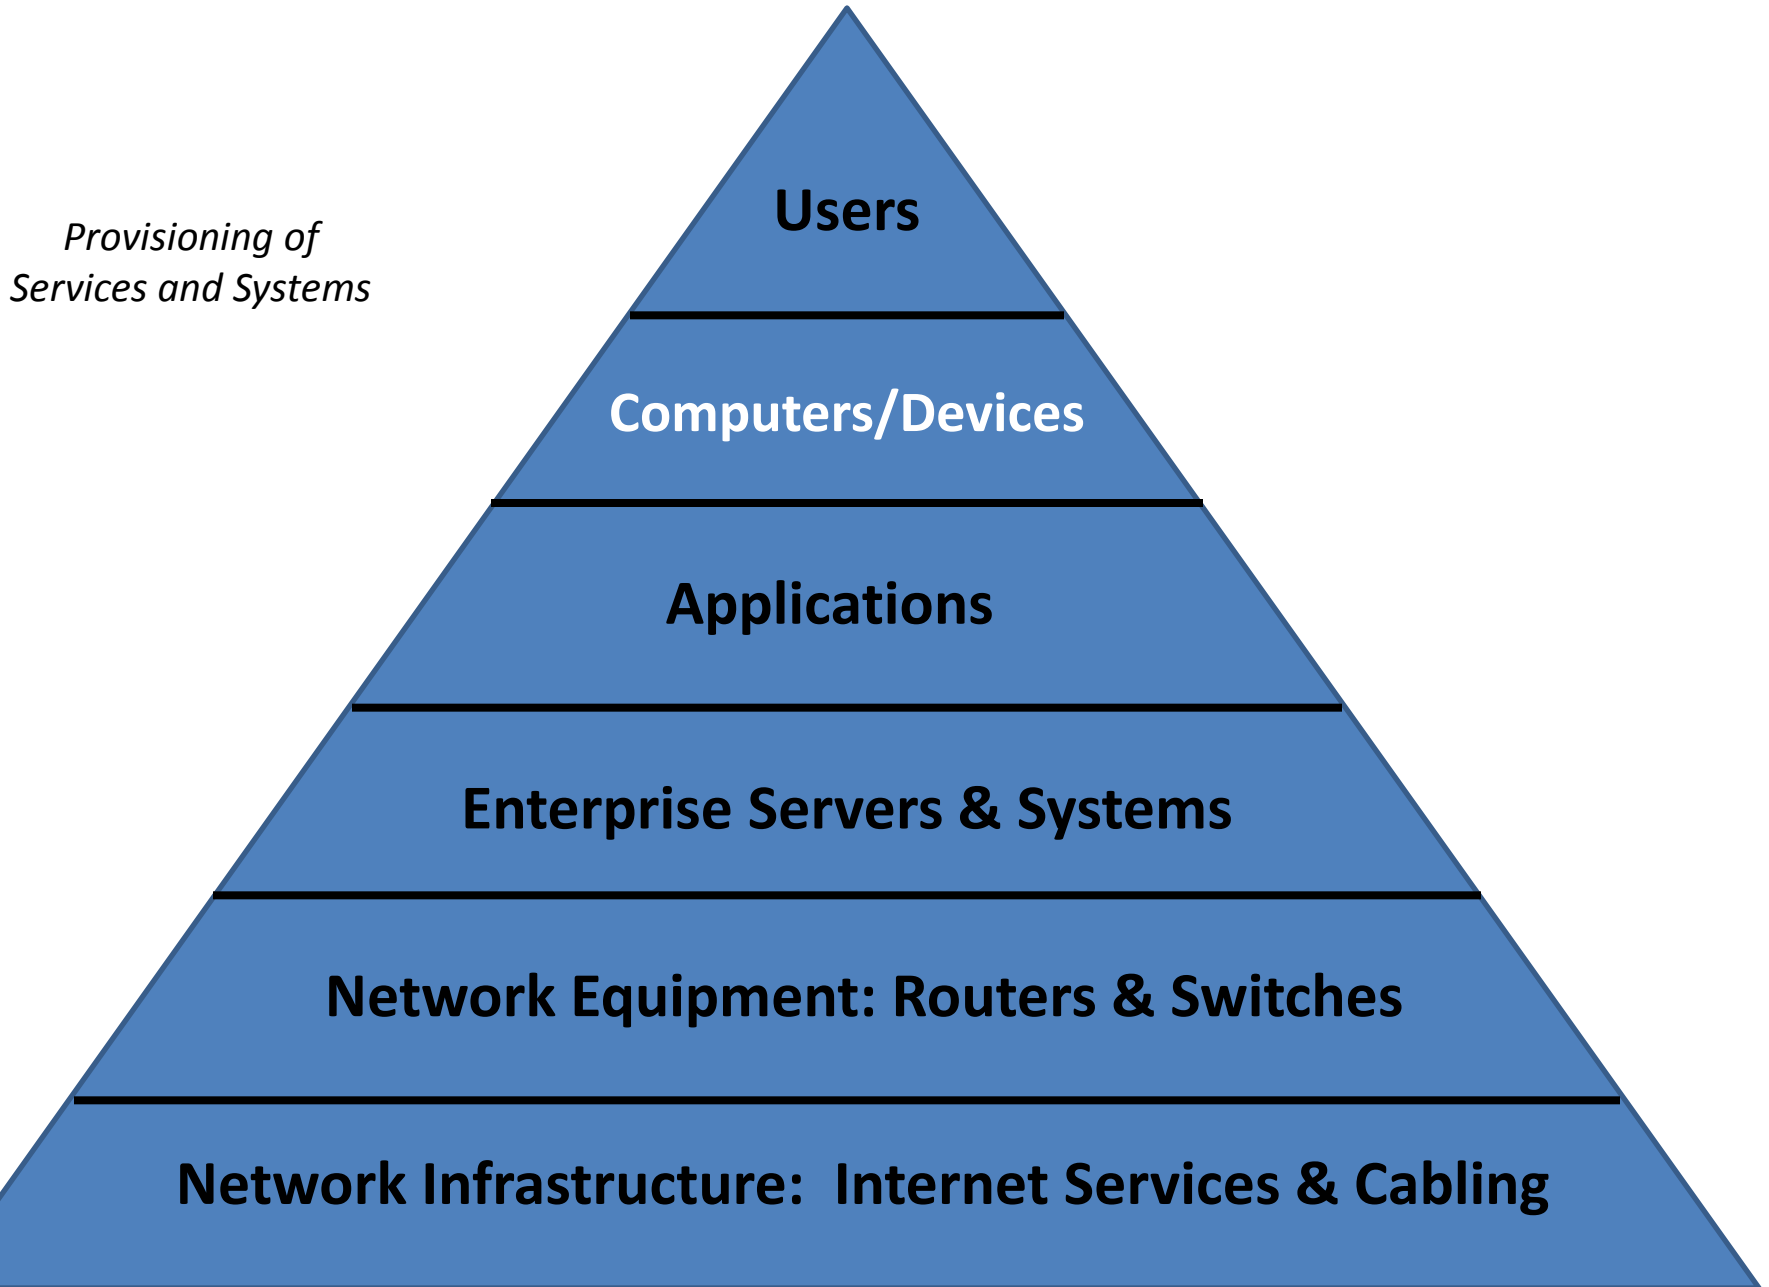 Users
Provisioning of
Services and Systems
Computers/Devices
Applications
Enterprise Servers & Systems
Network Equipment: Routers & Switches
Network Infrastructure:  Internet Services & Cabling